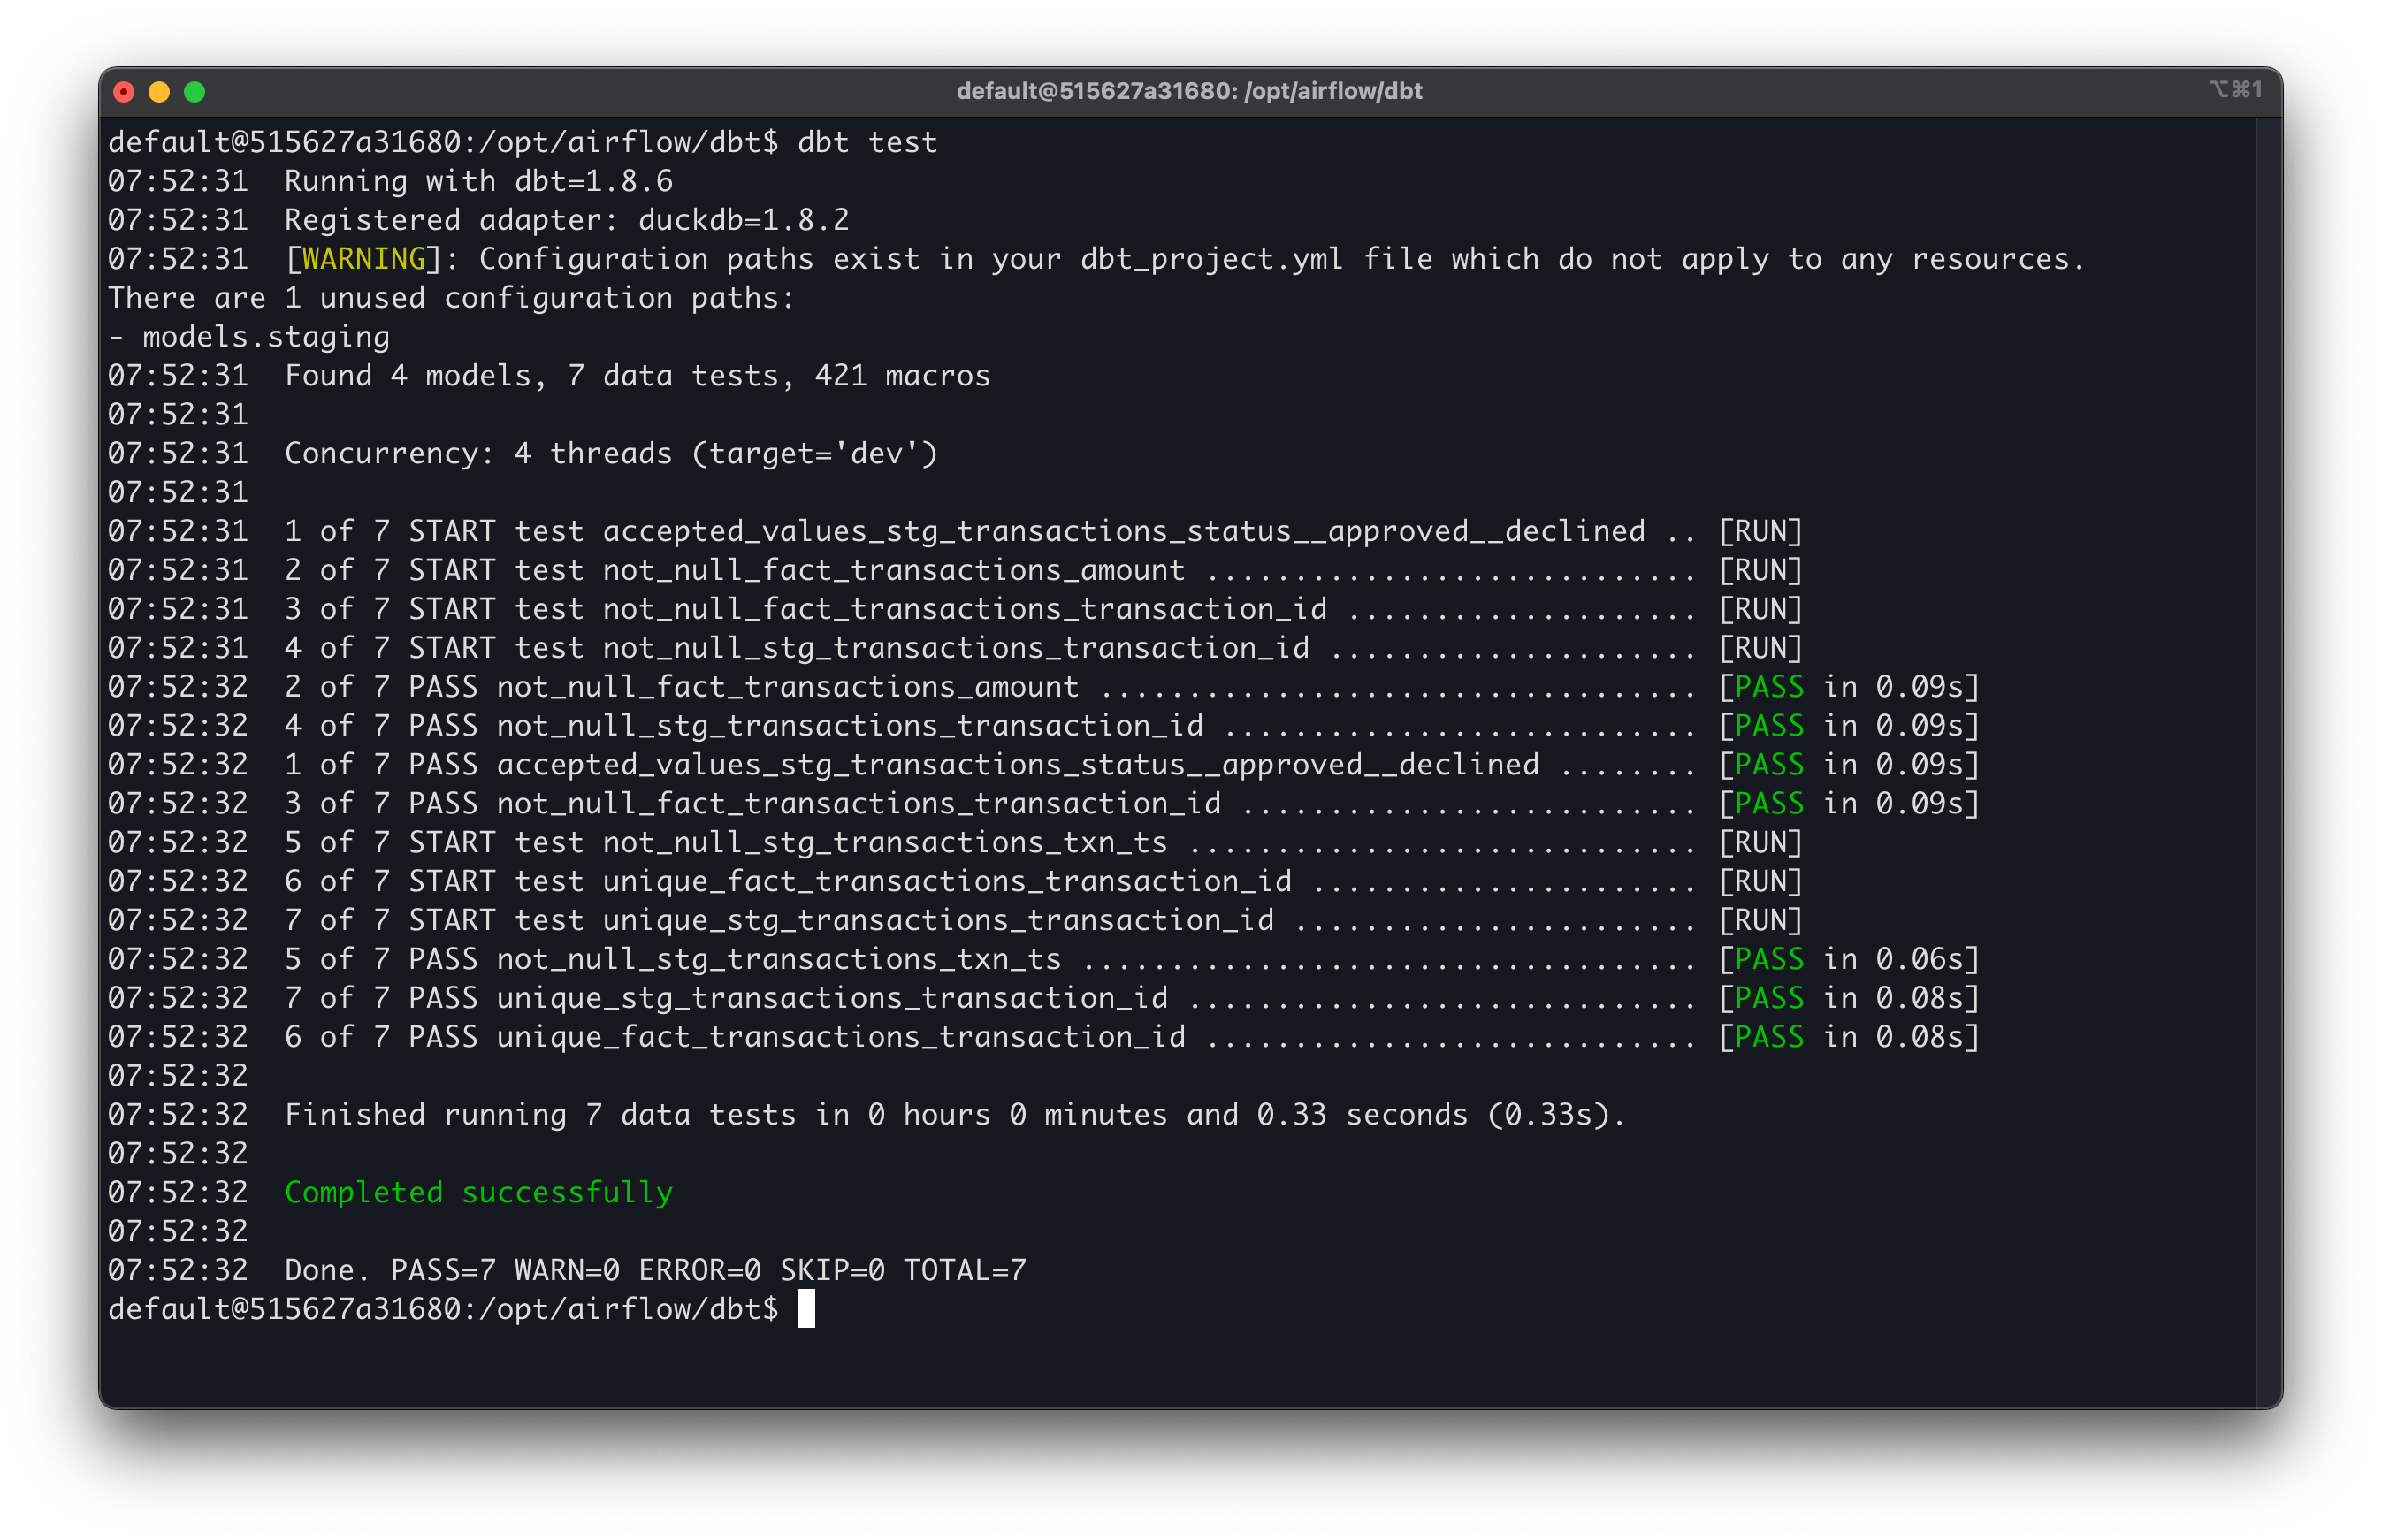 default@515627a31680: /opt/airflow/dbt
⌥⌘1
default@515627a31680:/opt/airflow/dbt$ dbt test
07:52:31  Running with dbt=1.8.6
07:52:31  Registered adapter: duckdb=1.8.2
07:52:31  [WARNING]: Configuration paths exist in your dbt_project.yml file which do not apply to any resources.
There are 1 unused configuration paths:
- models.staging
07:52:31  Found 4 models, 7 data tests, 421 macros
07:52:31
07:52:31  Concurrency: 4 threads (target='dev')
07:52:31
07:52:31  1 of 7 START test accepted_values_stg_transactions_status__approved__declined .. [RUN]
07:52:31  2 of 7 START test not_null_fact_transactions_amount ............................ [RUN]
07:52:31  3 of 7 START test not_null_fact_transactions_transaction_id .................... [RUN]
07:52:31  4 of 7 START test not_null_stg_transactions_transaction_id ..................... [RUN]
07:52:32  2 of 7 PASS not_null_fact_transactions_amount .................................. [PASS in 0.09s]
07:52:32  4 of 7 PASS not_null_stg_transactions_transaction_id ........................... [PASS in 0.09s]
07:52:32  1 of 7 PASS accepted_values_stg_transactions_status__approved__declined ........ [PASS in 0.09s]
07:52:32  3 of 7 PASS not_null_fact_transactions_transaction_id .......................... [PASS in 0.09s]
07:52:32  5 of 7 START test not_null_stg_transactions_txn_ts ............................. [RUN]
07:52:32  6 of 7 START test unique_fact_transactions_transaction_id ...................... [RUN]
07:52:32  7 of 7 START test unique_stg_transactions_transaction_id ....................... [RUN]
07:52:32  5 of 7 PASS not_null_stg_transactions_txn_ts ................................... [PASS in 0.06s]
07:52:32  7 of 7 PASS unique_stg_transactions_transaction_id ............................. [PASS in 0.08s]
07:52:32  6 of 7 PASS unique_fact_transactions_transaction_id ............................ [PASS in 0.08s]
07:52:32
07:52:32  Finished running 7 data tests in 0 hours 0 minutes and 0.33 seconds (0.33s).
07:52:32
07:52:32  Completed successfully
07:52:32
07:52:32  Done. PASS=7 WARN=0 ERROR=0 SKIP=0 TOTAL=7
default@515627a31680:/opt/airflow/dbt$